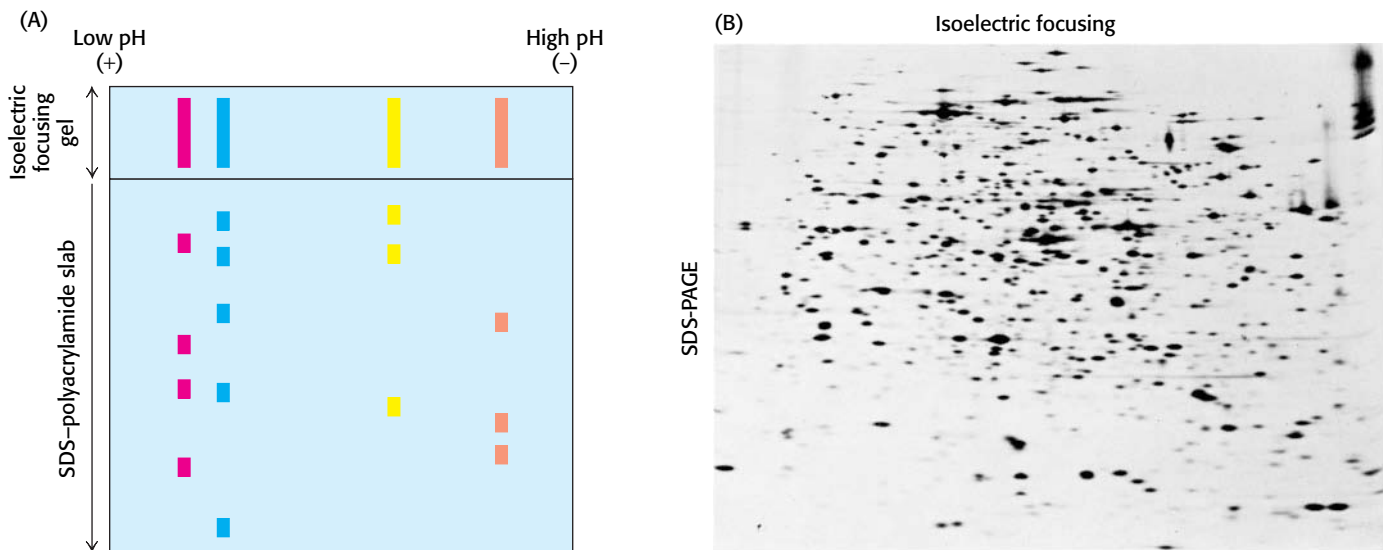 (A)
Low pH
(+)
High pH
(–)
Isoelectric
focusing
gel
SDS–polyacrylamide slab
(B)
Isoelectric focusing
SDS-PAGE